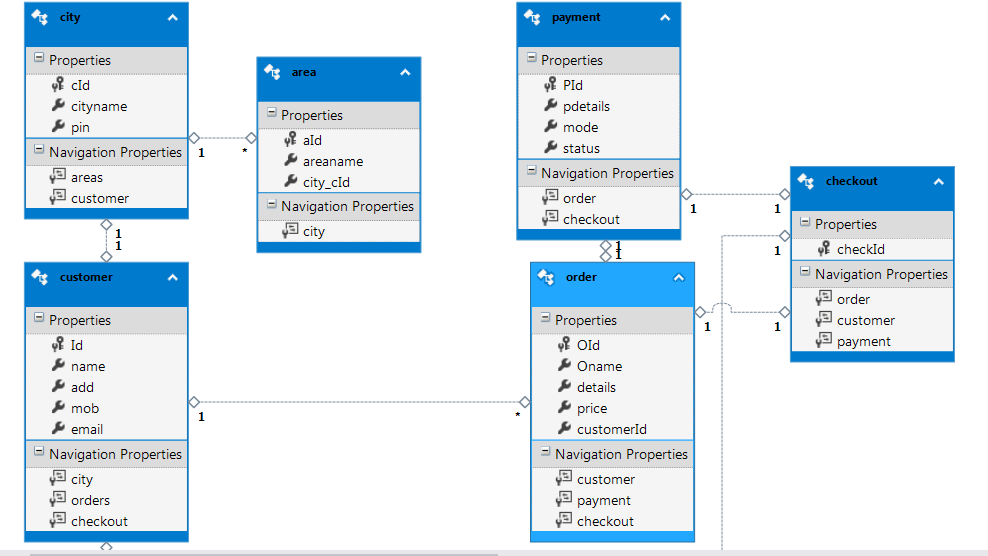 city
Properties
cId
cityname
pin
Navigation Properties
areas
customer
1
*
1
1
area
Properties
aId
areaname
city_cId
Navigation Properties
city
payment
Properties
PId
pdetails
mode
status
Navigation Properties
order
checkout
1
1
1
1
checkout
Properties
checkId
Navigation Properties
order
customer
payment
1
1
1
customer
Properties
Id
name
add
mob
email
Navigation Properties
city
orders
checkout
1
*
order
Properties
OId
Oname
details
price
customerId
Navigation Properties
customer
payment
checkout